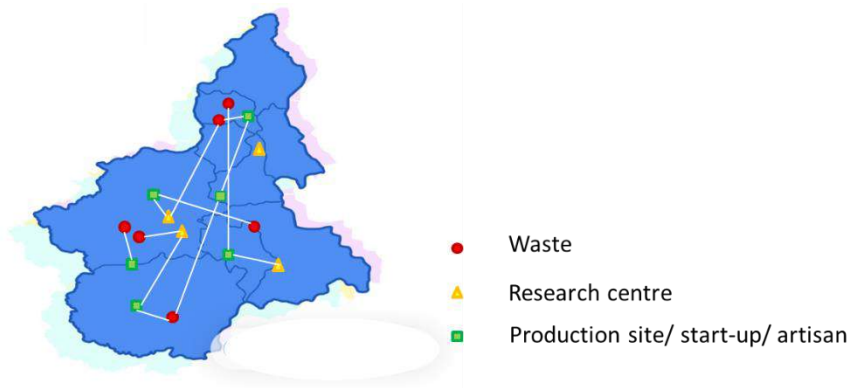 Waste
Research centre
Production site/ start-up/ artisan